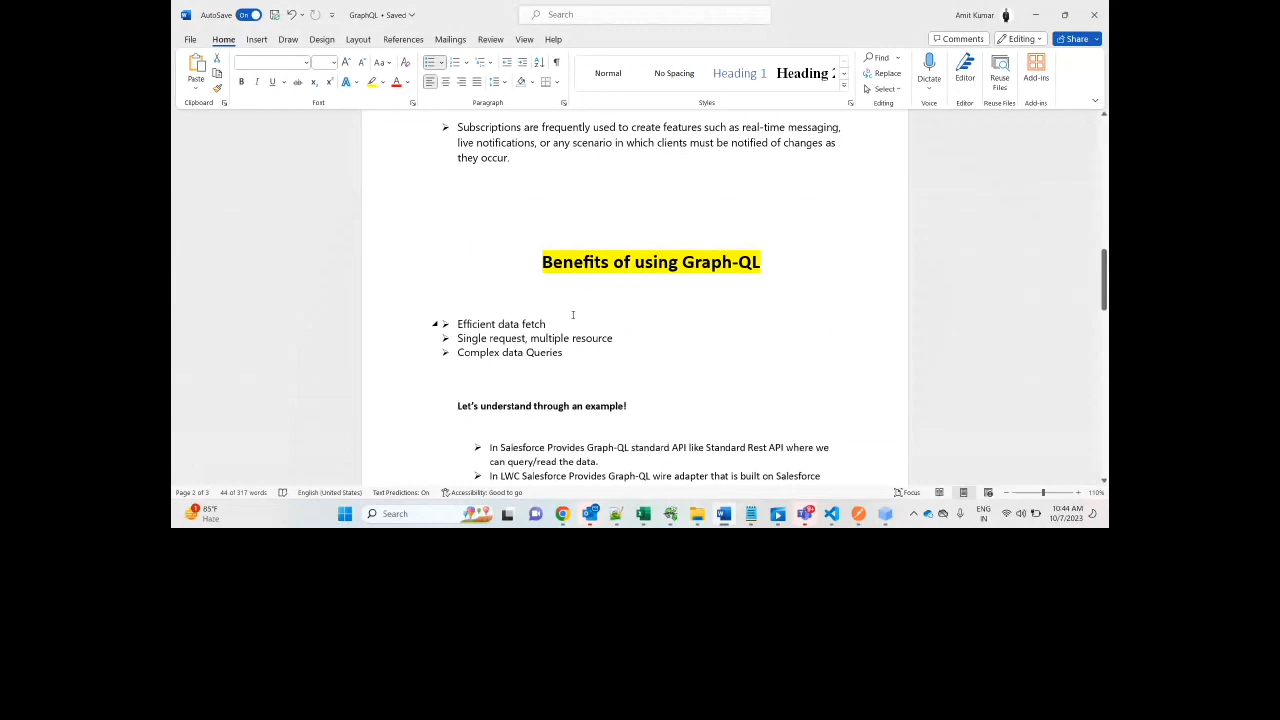 AutoSave On GraphQL • Saved Search Amit Kumar
File Home Insert Draw Design Layout References Mailings Review View Help Comments Editing Share
Paste Normal No Spacing Heading 1 Heading 2 Find Replace Select Dictate Editor Reuse Files Add-ins
Clipboard Font Paragraph Styles Editing Voice Editor Reuse Files Add-ins
Subscriptions are frequently used to create features such as real-time messaging,
live notifications, or any scenario in which clients must be notified of changes as
they occur.
Benefits of using Graph-QL
Efficient data fetch
Single request, multiple resource
Complex data Queries
Let's understand through an example!
In Salesforce Provides Graph-QL standard API like Standard Rest API where we
can query/read the data.
In LWC Salesforce Provides Graph-QL wire adapter that is built on Salesforce
Page 2 of 3 44 of 317 words English (United States) Text Predictions: On Accessibility: Good to go Focus 110%
85°F
Haze
Search
ENG
IN
10:44 AM
10/7/2023